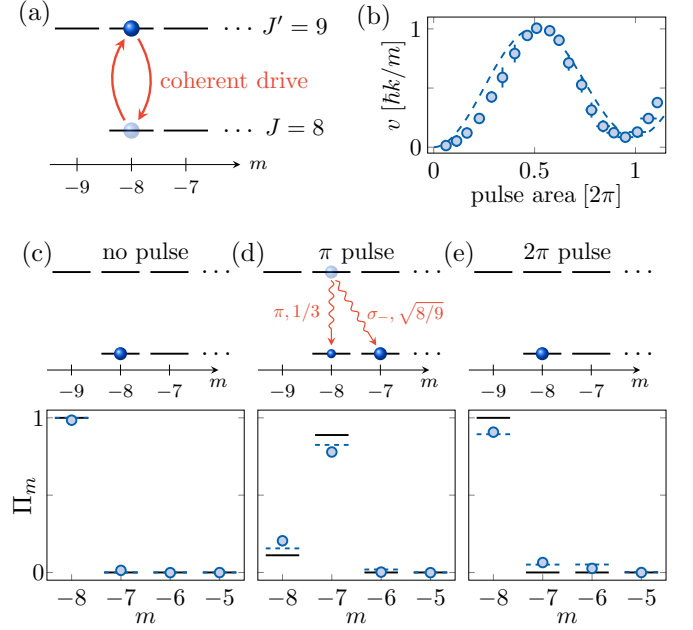 (a)
· · · J′ = 9
coherent drive
· · · J = 8
m
−9 −8 −7
(b)
v [ℏk/m]
1
0
0 0.5 1
pulse area [2π]
(c) no pulse
· · ·
· · ·
m
−9 −8 −7
(d) π pulse
· · ·
π, 1/3
σ−, √8/9
· · ·
m
−9 −8 −7
(e) 2π pulse
· · ·
· · ·
m
−9 −8 −7
Πm
1
0
−8 −7 −6 −5
m
−8 −7 −6 −5
m
−8 −7 −6 −5
m